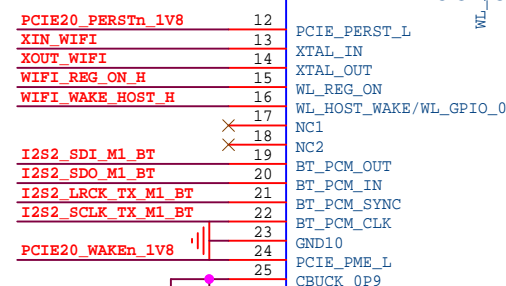 WL_
PCIE20_PERSTn_1V8 12 PCIE_PERST_L
XIN_WIFI 13 XTAL_IN
XOUT_WIFI 14 XTAL_OUT
WIFI_REG_ON_H 15 WL_REG_ON
WIFI_WAKE_HOST_H 16 WL_HOST_WAKE/WL_GPIO_0
17 NC1
18 NC2
I2S2_SDI_M1_BT 19 BT_PCM_OUT
I2S2_SDO_M1_BT 20 BT_PCM_IN
I2S2_LRCK_TX_M1_BT 21 BT_PCM_SYNC
I2S2_SCLK_TX_M1_BT 22 BT_PCM_CLK
23 GND10
PCIE20_WAKEn_1V8 24 PCIE_PME_L
25 CBUCK_0P9